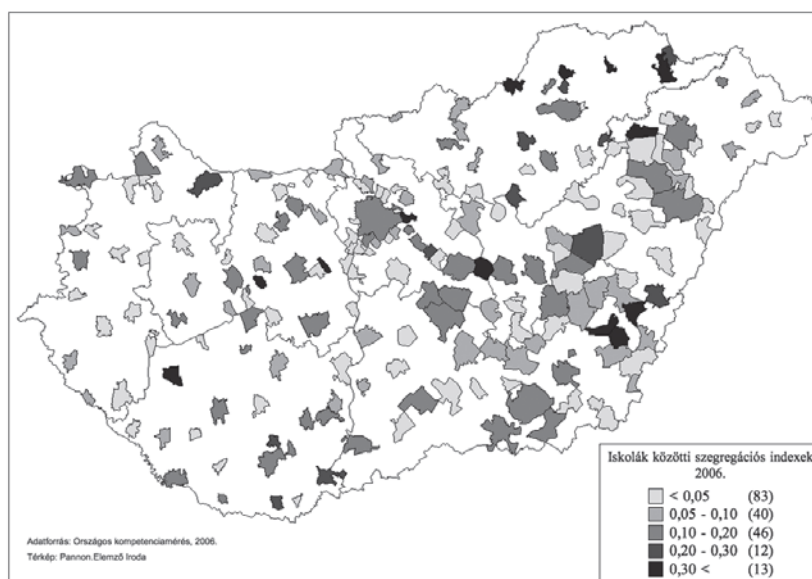 Iskolák közötti szegregációs indexek
2006.
< 0,05 (83)
0,05 - 0,10 (40)
0,10 - 0,20 (46)
0,20 - 0,30 (12)
0,30 < (13)
Adatforrás: Országos kompetenciamérés, 2006.
Térkép: Pannon.Elemző Iroda